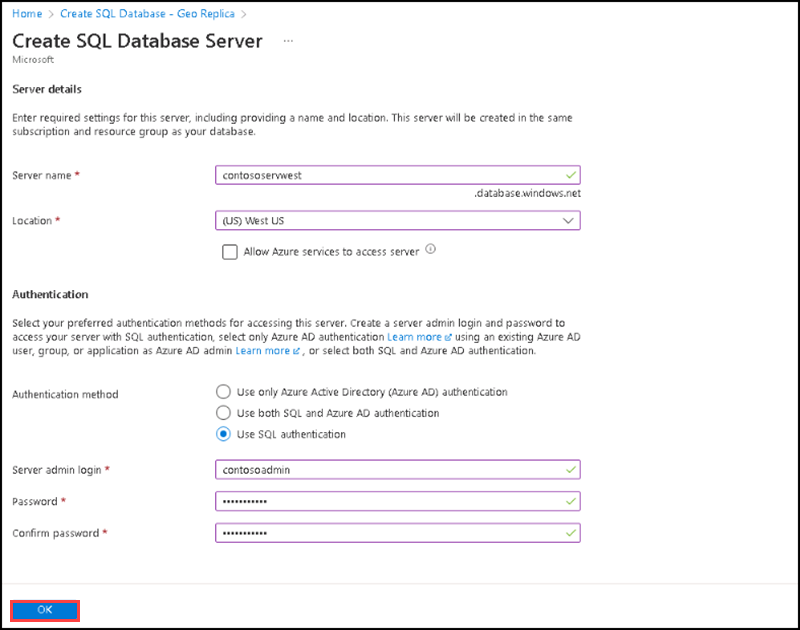 Home > Create SQL Database - Geo Replica >
Create SQL Database Server ...
Microsoft
Server details
Enter required settings for this server, including providing a name and location. This server will be created in the same
subscription and resource group as your database.
Server name *
contososervwest
.database.windows.net
Location *
(US) West US
Allow Azure services to access server
Authentication
Select your preferred authentication methods for accessing this server. Create a server admin login and password to
access your server with SQL authentication, select only Azure AD authentication Learn more using an existing Azure AD
user, group, or application as Azure AD admin Learn more , or select both SQL and Azure AD authentication.
Authentication method
Use only Azure Active Directory (Azure AD) authentication
Use both SQL and Azure AD authentication
Use SQL authentication
Server admin login *
contosoadmin
Password *
•••••••••••
Confirm password *
•••••••••••
OK